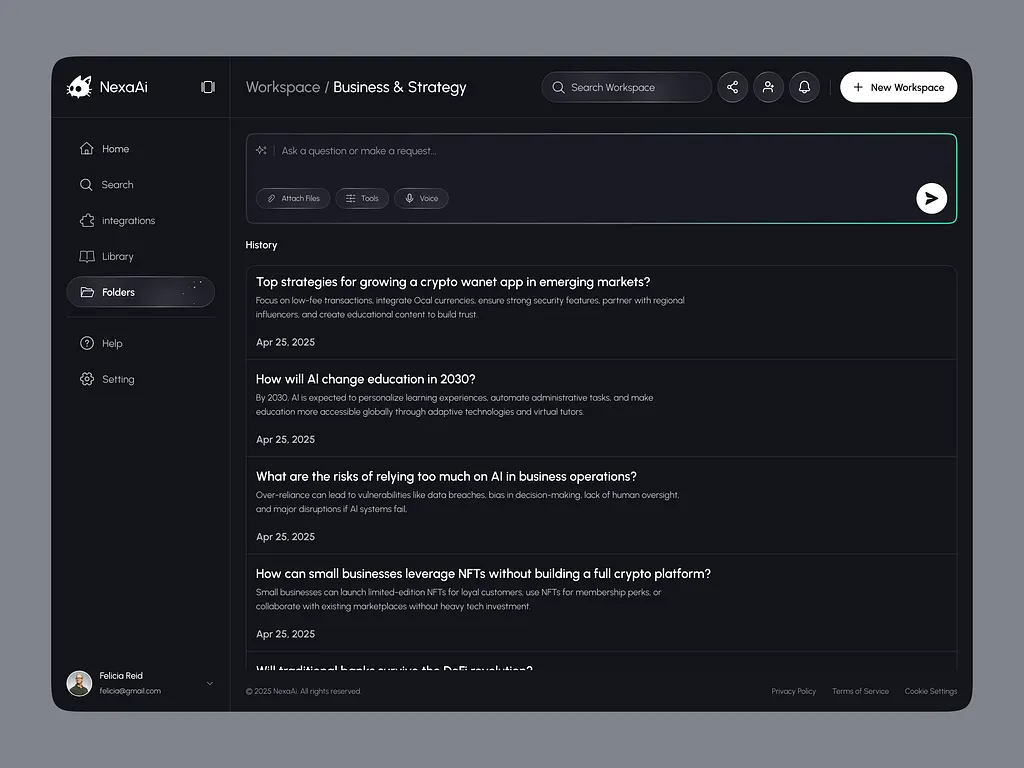 NexaAi
Workspace / Business & Strategy
Search Workspace
New Workspace
Home
Search
integrations
Library
Folders
Help
Setting
Felicia Reid
felicia@gmail.com
Ask a question or make a request...
Attach Files
Tools
Voice
History
Top strategies for growing a crypto wanet app in emerging markets?
Focus on low-fee transactions, integrate Ocal currencies, ensure strong security features, partner with regional
influencers, and create educational content to build trust.
Apr 25, 2025
How will AI change education in 2030?
By 2030, AI is expected to personalize learning experiences, automate administrative tasks, and make
education more accessible globally through adaptive technologies and virtual tutors.
Apr 25, 2025
What are the risks of relying too much on AI in business operations?
Over-reliance can lead to vulnerabilities like data breaches, bias in decision-making, lack of human oversight,
and major disruptions if AI systems fail,
Apr 25, 2025
How can small businesses leverage NFTs without building a full crypto platform?
Small businesses can launch limited-edition NFTs for loyal customers, use NFTs for membership perks, or
collaborate with existing marketplaces without heavy tech investment.
Apr 25, 2025
Will traditional banks survive the DeFi revolution?
© 2025 NexaAi. All rights reserved.
Privacy Policy
Terms of Service
Cookie Settings